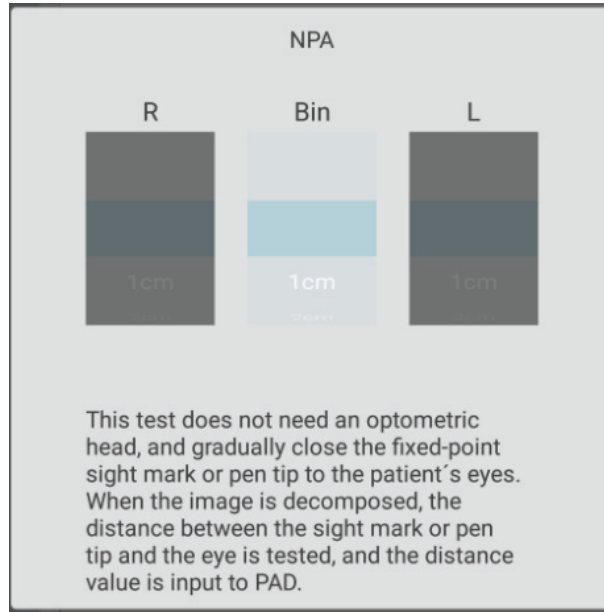 NPA
R Bin L
1cm 1cm 1cm
This test does not need an optometric
head, and gradually close the fixed-point
sight mark or pen tip to the patient´s eyes.
When the image is decomposed, the
distance between the sight mark or pen
tip and the eye is tested, and the distance
value is input to PAD.